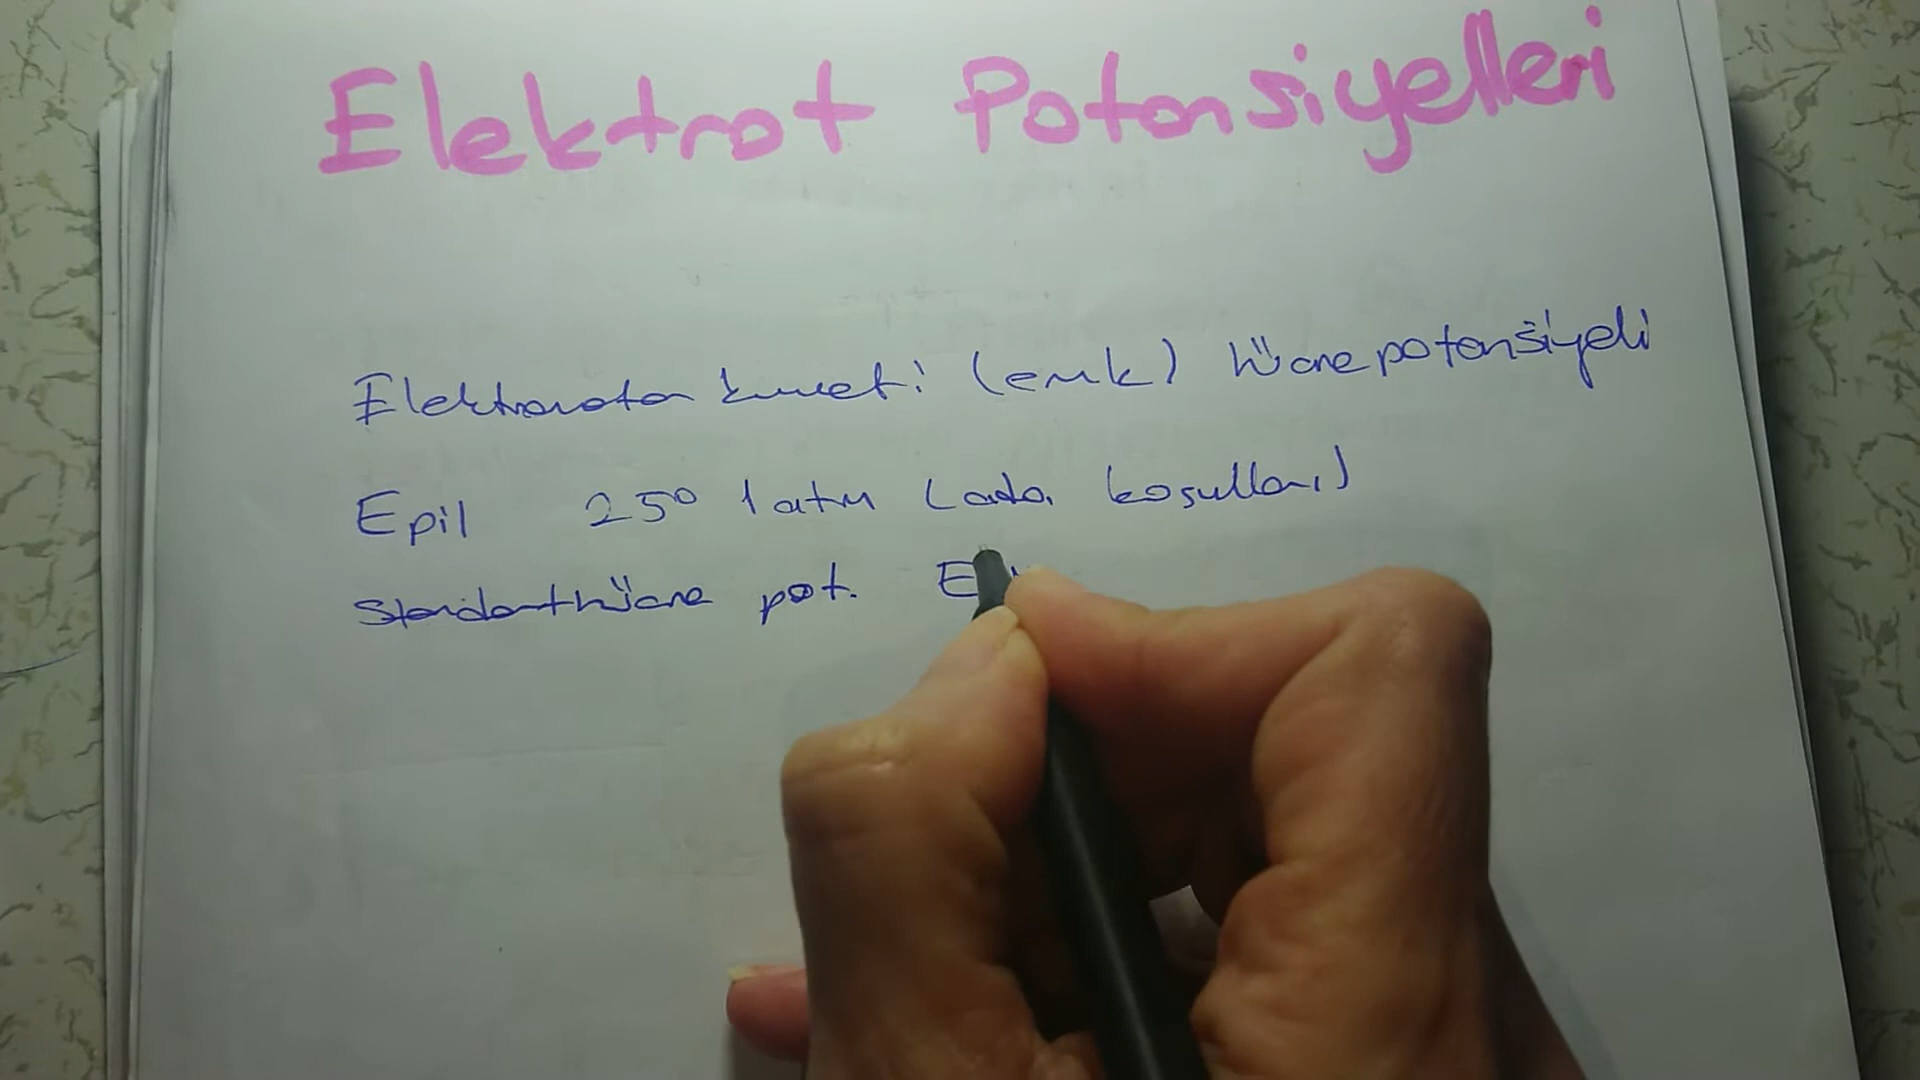 Elektrot Potansiyelleri
Elektromotor kuvveti (emk) hücre potansiyeli
Epil 25° 1 atm (oda koşulları)
Standart hücre pot. E